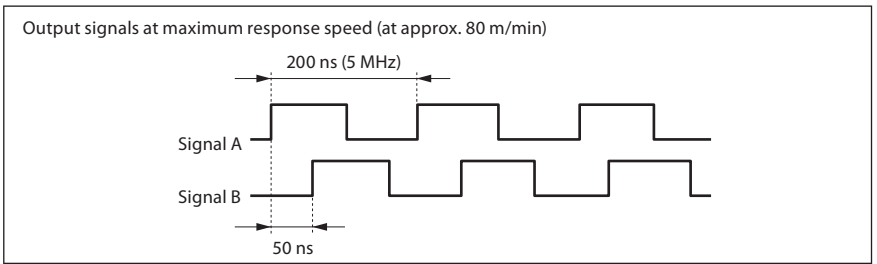 Output signals at maximum response speed (at approx. 80 m/min)
200 ns (5 MHz)
Signal A
Signal B
50 ns